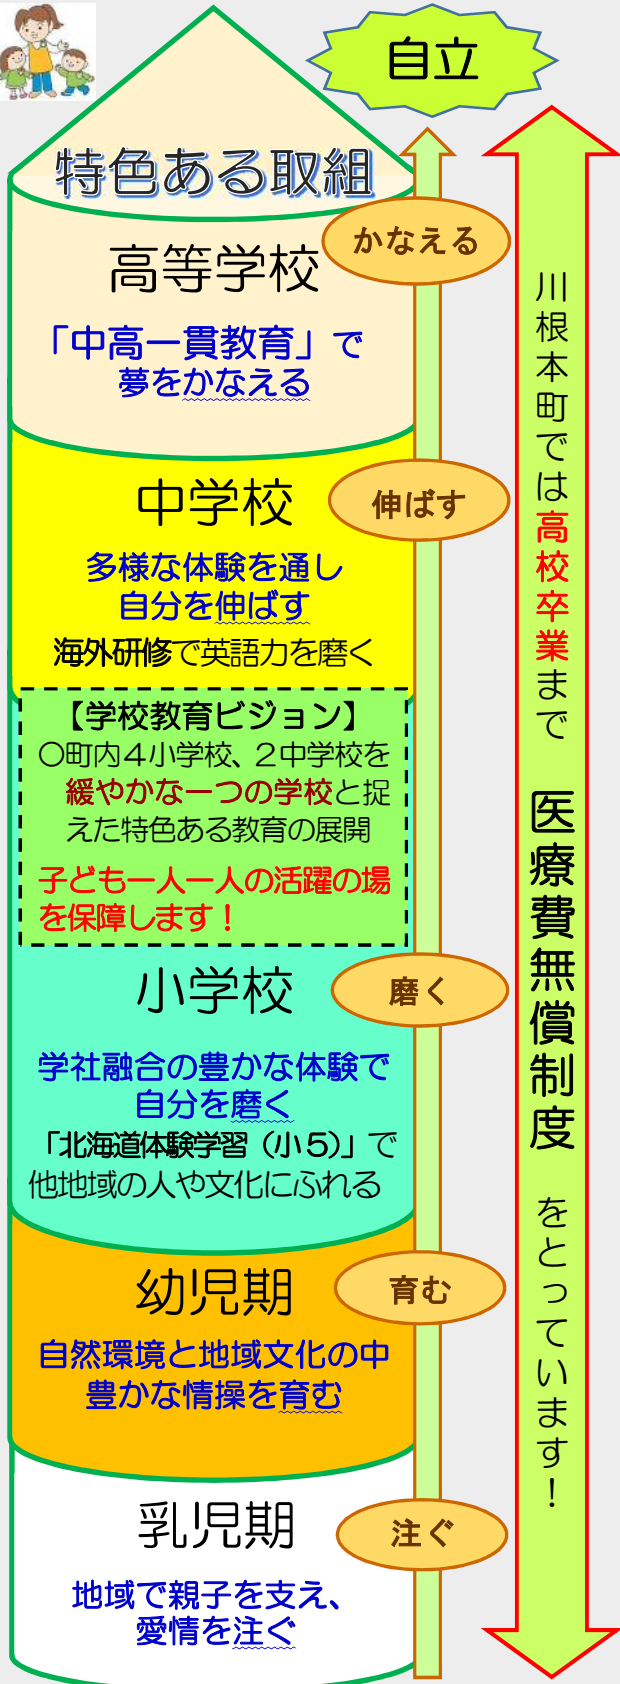 自立
特色ある取組
かなえる
高等学校
「中高一貫教育」で
夢をかなえる
中学校
伸ばす
多様な体験を通し
自分を伸ばす
海外研修で英語力を磨く
【学校教育ビジョン】
〇町内４小学校、２中学校を
緩やかな一つの学校と捉
えた特色ある教育の展開
子ども一人一人の活躍の場
を保障します！
小学校
磨く
学社融合の豊かな体験で
自分を磨く
「北海道体験学習（小５）」で
他地域の人や文化にふれる
幼児期
育む
自然環境と地域文化の中
豊かな情操を育む
乳児期
注ぐ
地域で親子を支え、
愛情を注ぐ
川根本町では高校卒業まで　医療費無償制度　をとっています！